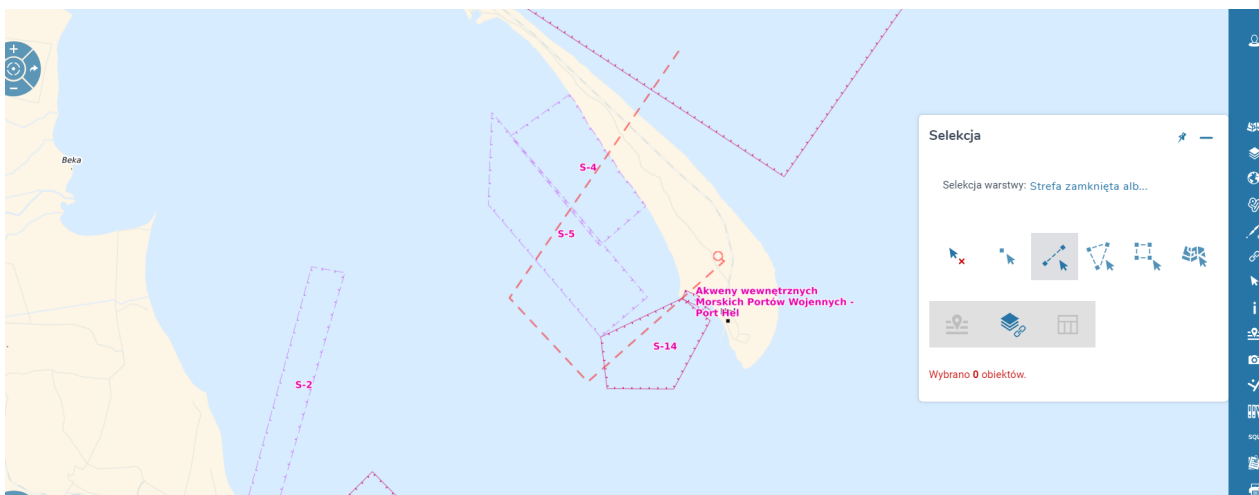 Beka
S-4
S-5
Akweny wewnętrznych
Morskich Portów Wojennych -
Port Hel
S-14
S-2
Selekcja
Selekcja warstwy: Strefa zamknięta alb...
Wybrano 0 obiektów.